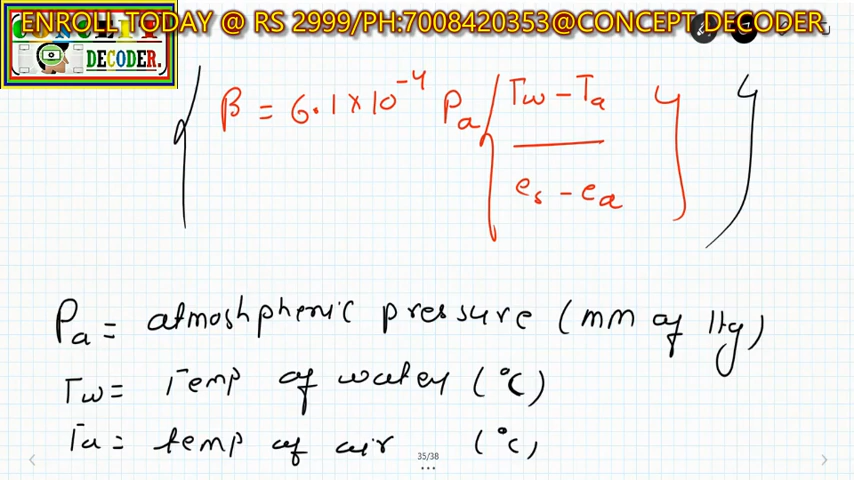 ENROLL TODAY @ RS 2999/PH:7008420353@CONCEPT DECODER.
DECODER.
β = 6.1 × 10⁻⁴ Pa { Tw - Ta / es - ea }
Pa = atmoshphenic pressure (mm of Hg)
Tw = Temp of water (°C)
Ta = temp of air (°C)
35/38